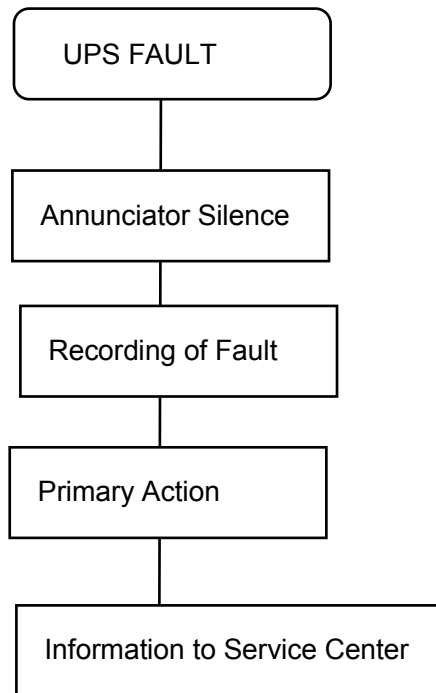 UPS FAULT
Annunciator Silence
Recording of Fault
Primary Action
Information to Service Center